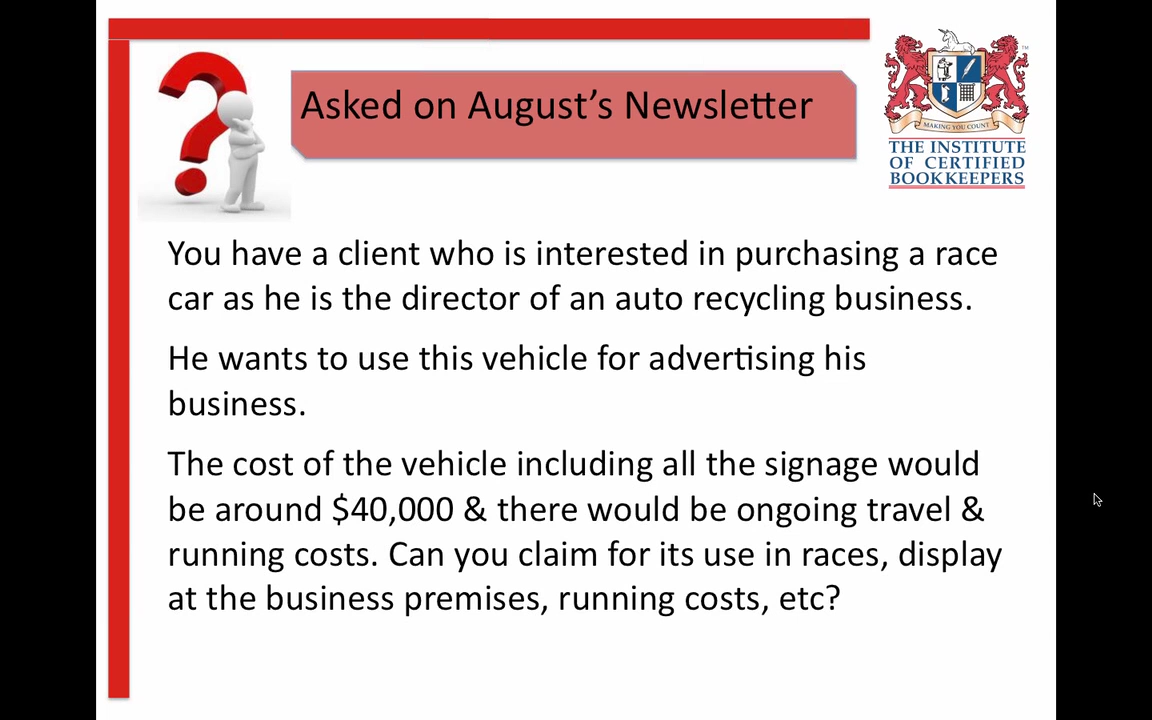 Asked on August's Newsletter
TM
MAKING YOU COUNT
THE INSTITUTE
OF CERTIFIED
BOOKKEEPERS
You have a client who is interested in purchasing a race
car as he is the director of an auto recycling business.
He wants to use this vehicle for advertising his
business.
The cost of the vehicle including all the signage would
be around $40,000 & there would be ongoing travel &
running costs. Can you claim for its use in races, display
at the business premises, running costs, etc?